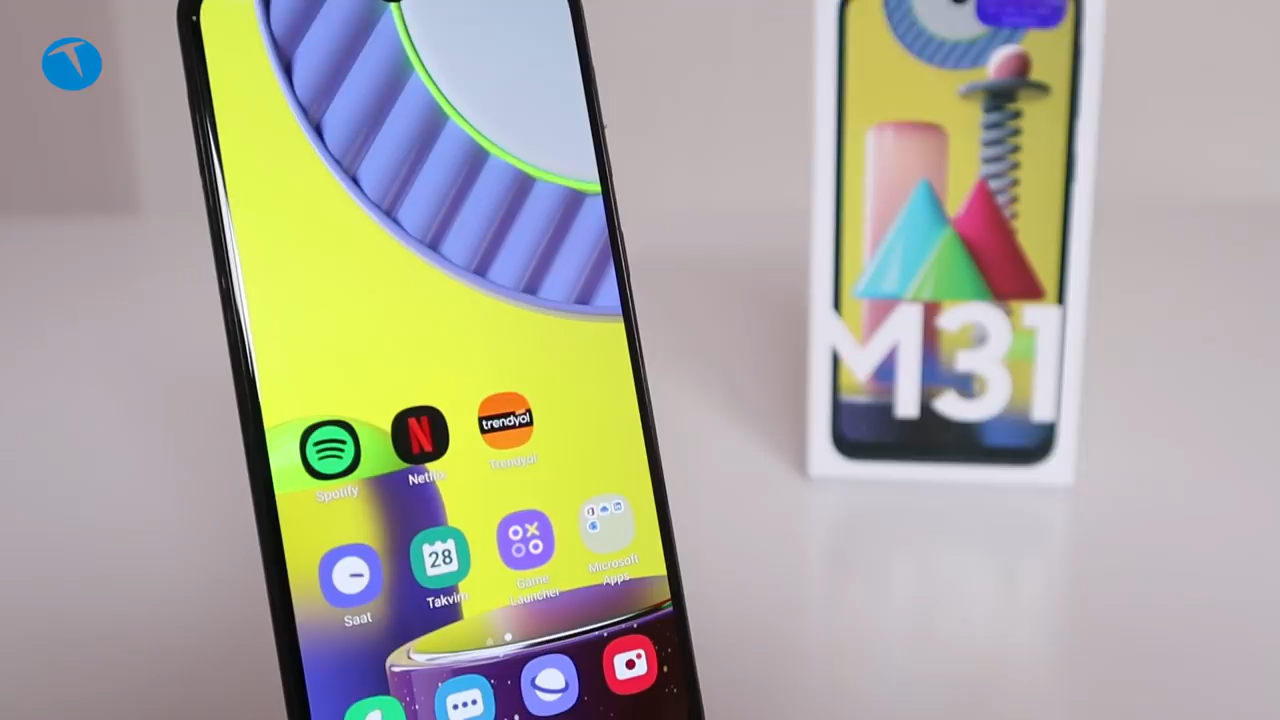 M31
trendyol
Spotify
Netflix
Trendyol
28
Saat
Takvim
Game
Launcher
Microsoft
Apps